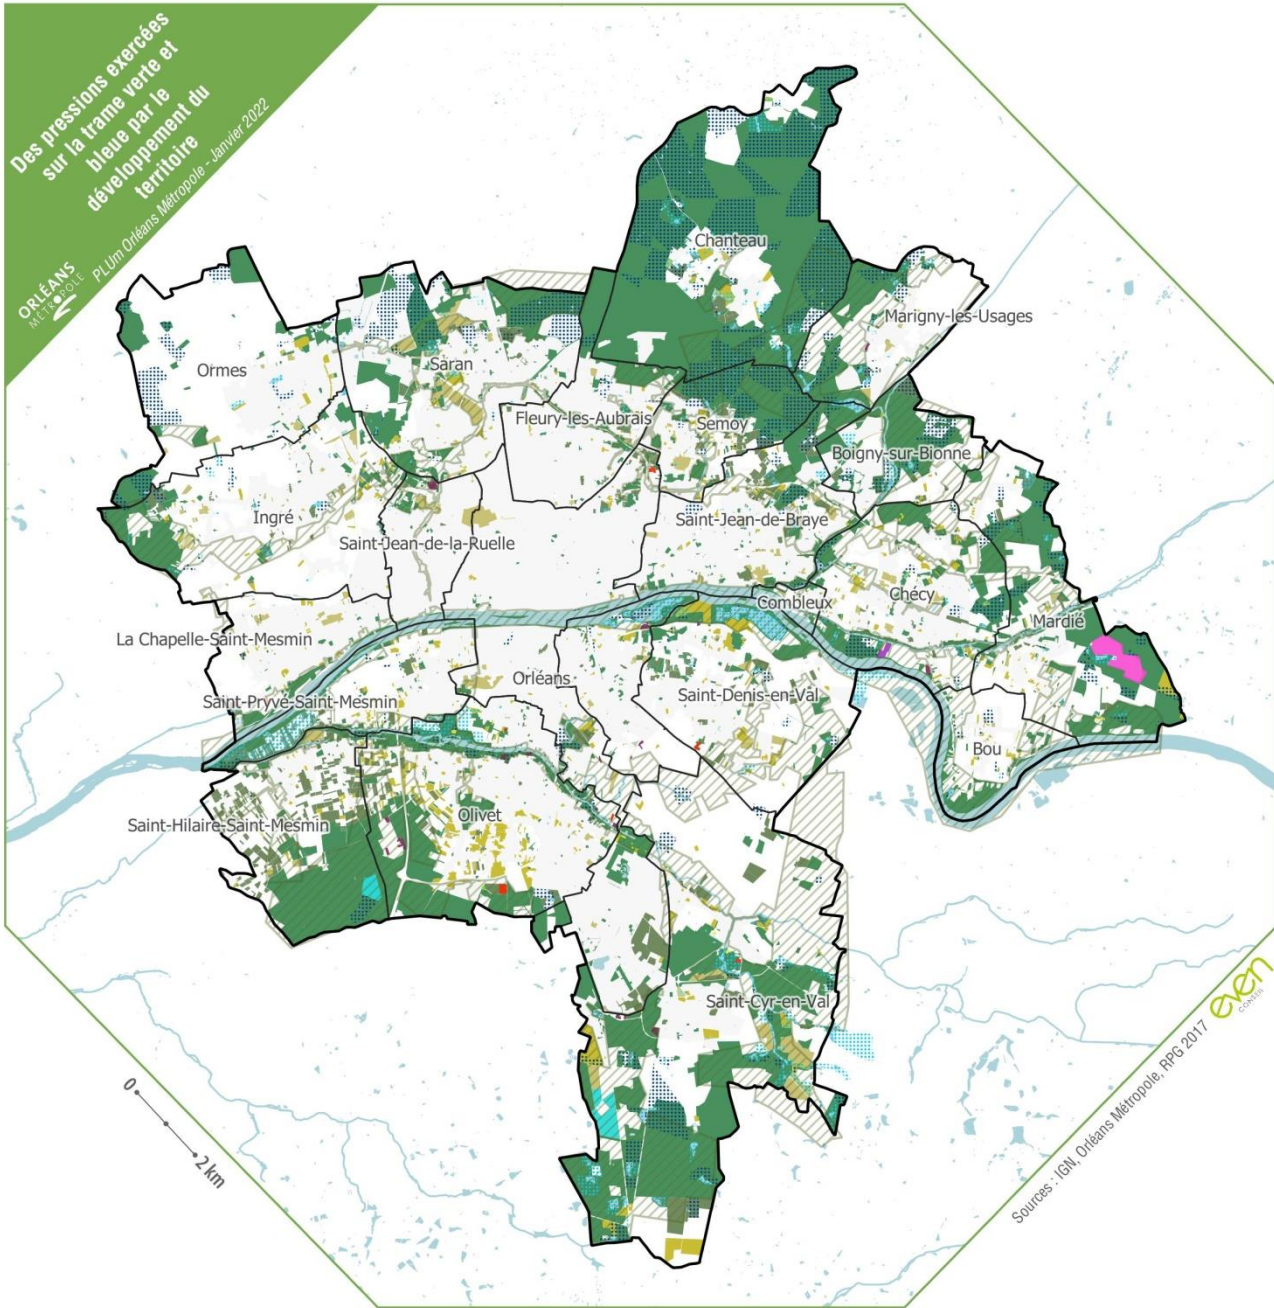 Des pressions exercées
sur la trame verte et
bleue par le
développement du
territoire
PLUm Orléans Métropole - Janvier 2022
ORLÉANS
MÉTROPOLE
Chanteau
Marigny-les-Usages
Ormes
Saran
Fleury-les-Aubrais
Semoy
Boigny-sur-Bionne
Ingré
Saint-Jean-de-Braye
Saint-Jean-de-la-Ruelle
Chécy
Combleux
Mardié
La Chapelle-Saint-Mesmin
Orléans
Saint-Denis-en-Val
Saint-Pryvé-Saint-Mesmin
Bou
Olivet
Saint-Hilaire-Saint-Mesmin
Saint-Cyr-en-Val
0
2 km
Sources : IGN, Orléans Métropole, RPG 2017
even
CONSEIL